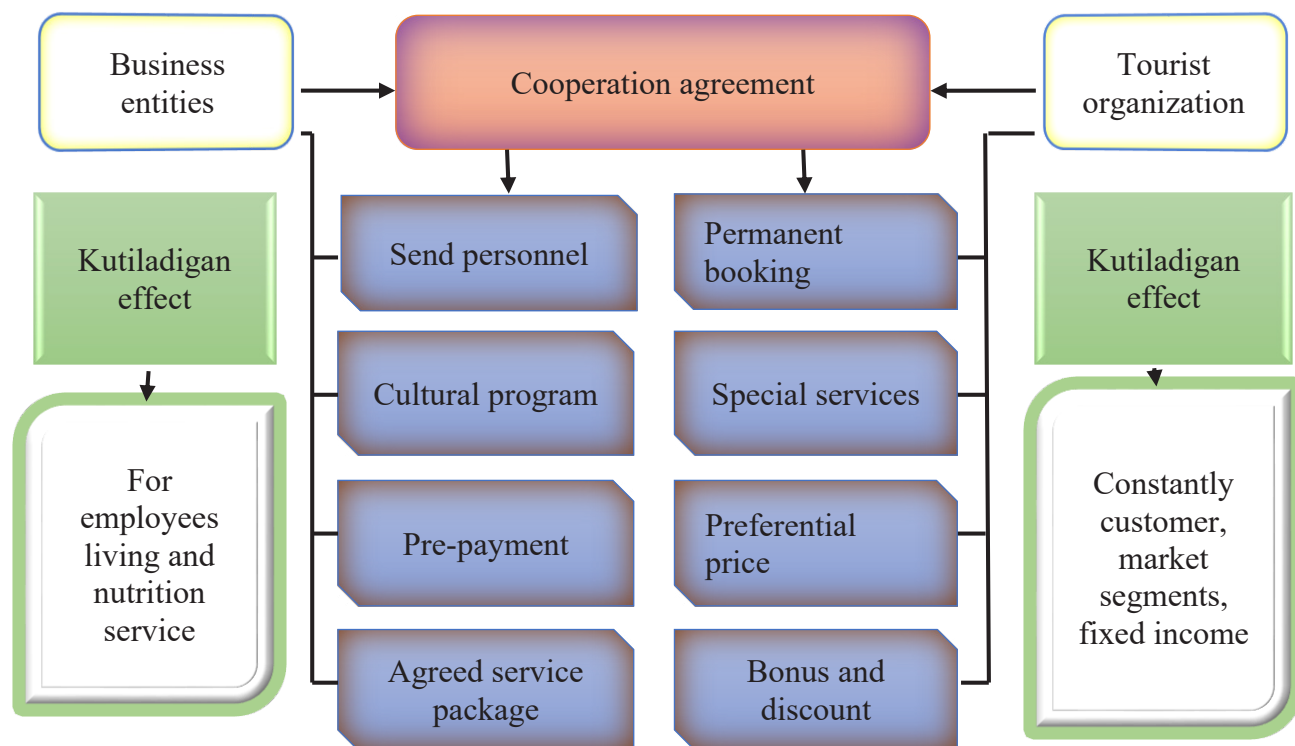 Business
entities
Cooperation agreement
Tourist
organization
Kutiladigan
effect
Send personnel
Permanent
booking
Kutiladigan
effect
Cultural program
Special services
For
employees
living and
nutrition
service
Pre-payment
Preferential
price
Constantly
customer,
market
segments,
fixed income
Agreed service
package
Bonus and
discount